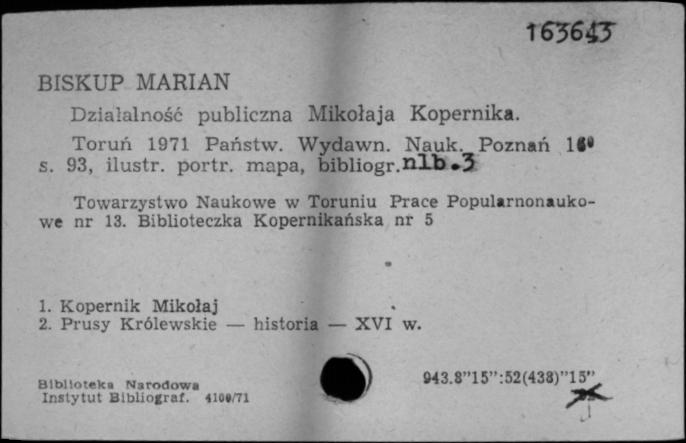 163643
BISKUP MARIAN
Działalność publiczna Mikołaja Kopernika.
Toruń 1971 Państw. Wydawn. Nauk. Poznań 16°
s. 93, ilustr. portr. mapa, bibliogr. nlb.3
Towarzystwo Naukowe w Toruniu Prace Popularnonauko-
we nr 13. Biblioteczka Kopernikańska nr 5
1. Kopernik Mikołaj
2. Prusy Królewskie — historia — XVI w.
943.8"15":52(438)"15"
Biblioteka Narodowa
Instytut Bibliograf. 4100/71